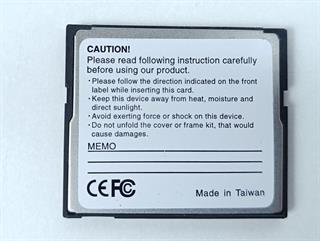 CAUTION!
Please read following instruction carefully
before using our product.
• Please follow the direction indicated on the front
label while inserting this card.
• Keep this device away from heat, moisture and
direct sunlight.
• Avoid exerting force or shock on this device.
• Do not unfold the cover or frame kit, that would
cause damages.
MEMO
CE FC Made in Taiwan